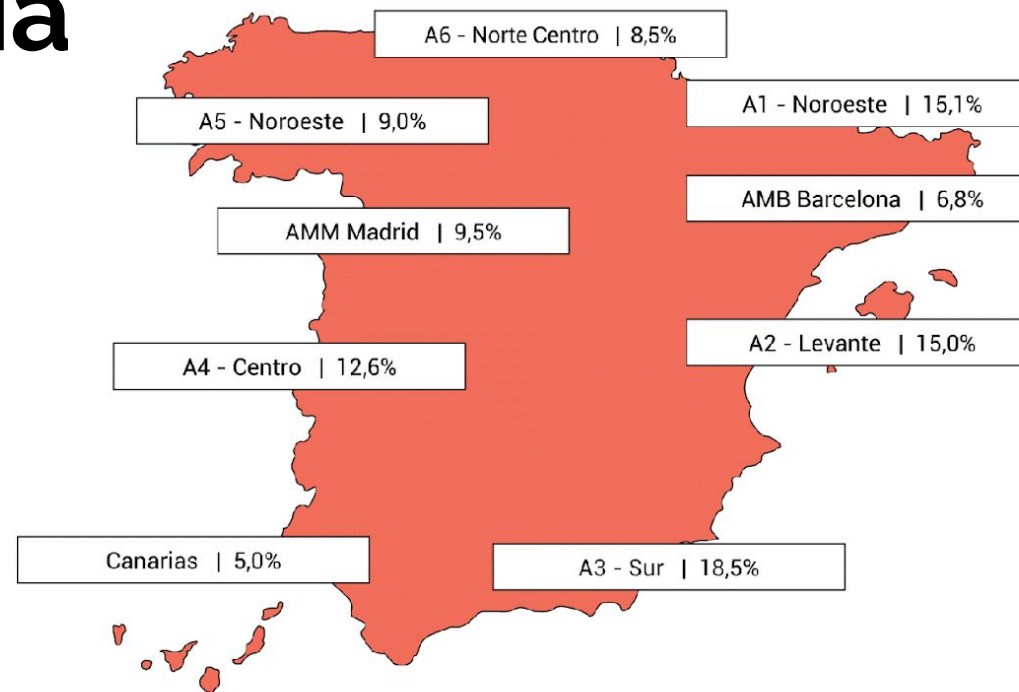 ia
A6 - Norte Centro | 8,5%
A1 - Noroeste | 15,1%
A5 - Noroeste | 9,0%
AMB Barcelona | 6,8%
AMM Madrid | 9,5%
A2 - Levante | 15,0%
A4 - Centro | 12,6%
Canarias | 5,0%
A3 - Sur | 18,5%